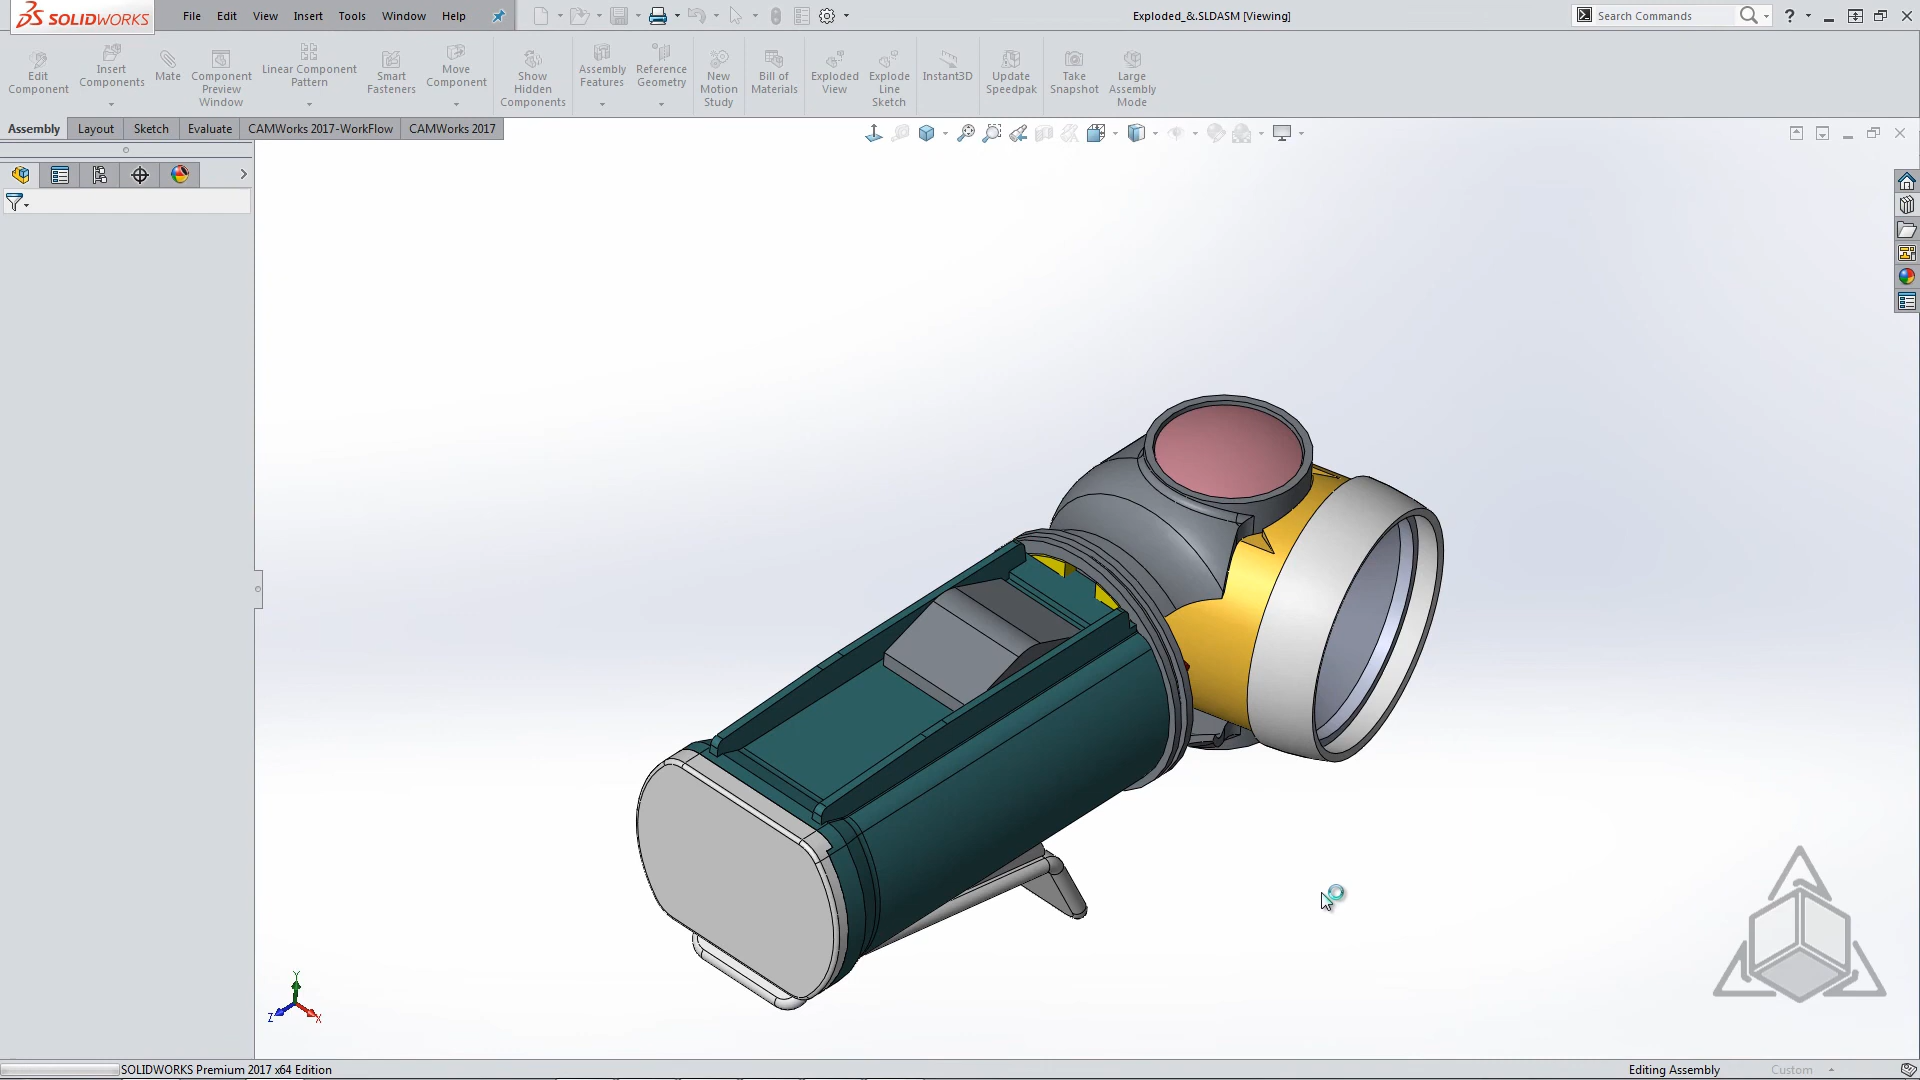 SOLIDWORKS File Edit View Insert Tools Window Help Exploded_&.SLDASM [Viewing] Search Commands ?
Edit Component
Insert Components
Mate
Component Preview Window
Linear Component Pattern
Smart Fasteners
Move Component
Show Hidden Components
Assembly Features
Reference Geometry
New Motion Study
Bill of Materials
Exploded View
Explode Line Sketch
Instant3D
Update Speedpak
Take Snapshot
Large Assembly Mode
Assembly Layout Sketch Evaluate CAMWorks 2017-WorkFlow CAMWorks 2017
Y
Z X
SOLIDWORKS Premium 2017 x64 Edition Editing Assembly Custom